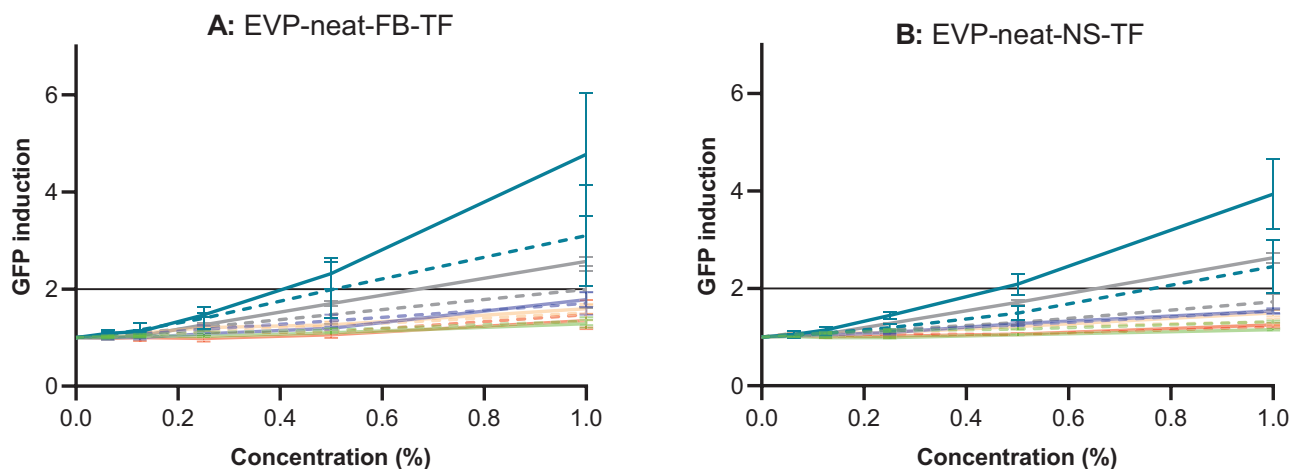 A: EVP-neat-FB-TF
GFP induction
6
4
2
0
0.0 0.2 0.4 0.6 0.8 1.0
Concentration (%)
B: EVP-neat-NS-TF
GFP induction
6
4
2
0
0.0 0.2 0.4 0.6 0.8 1.0
Concentration (%)